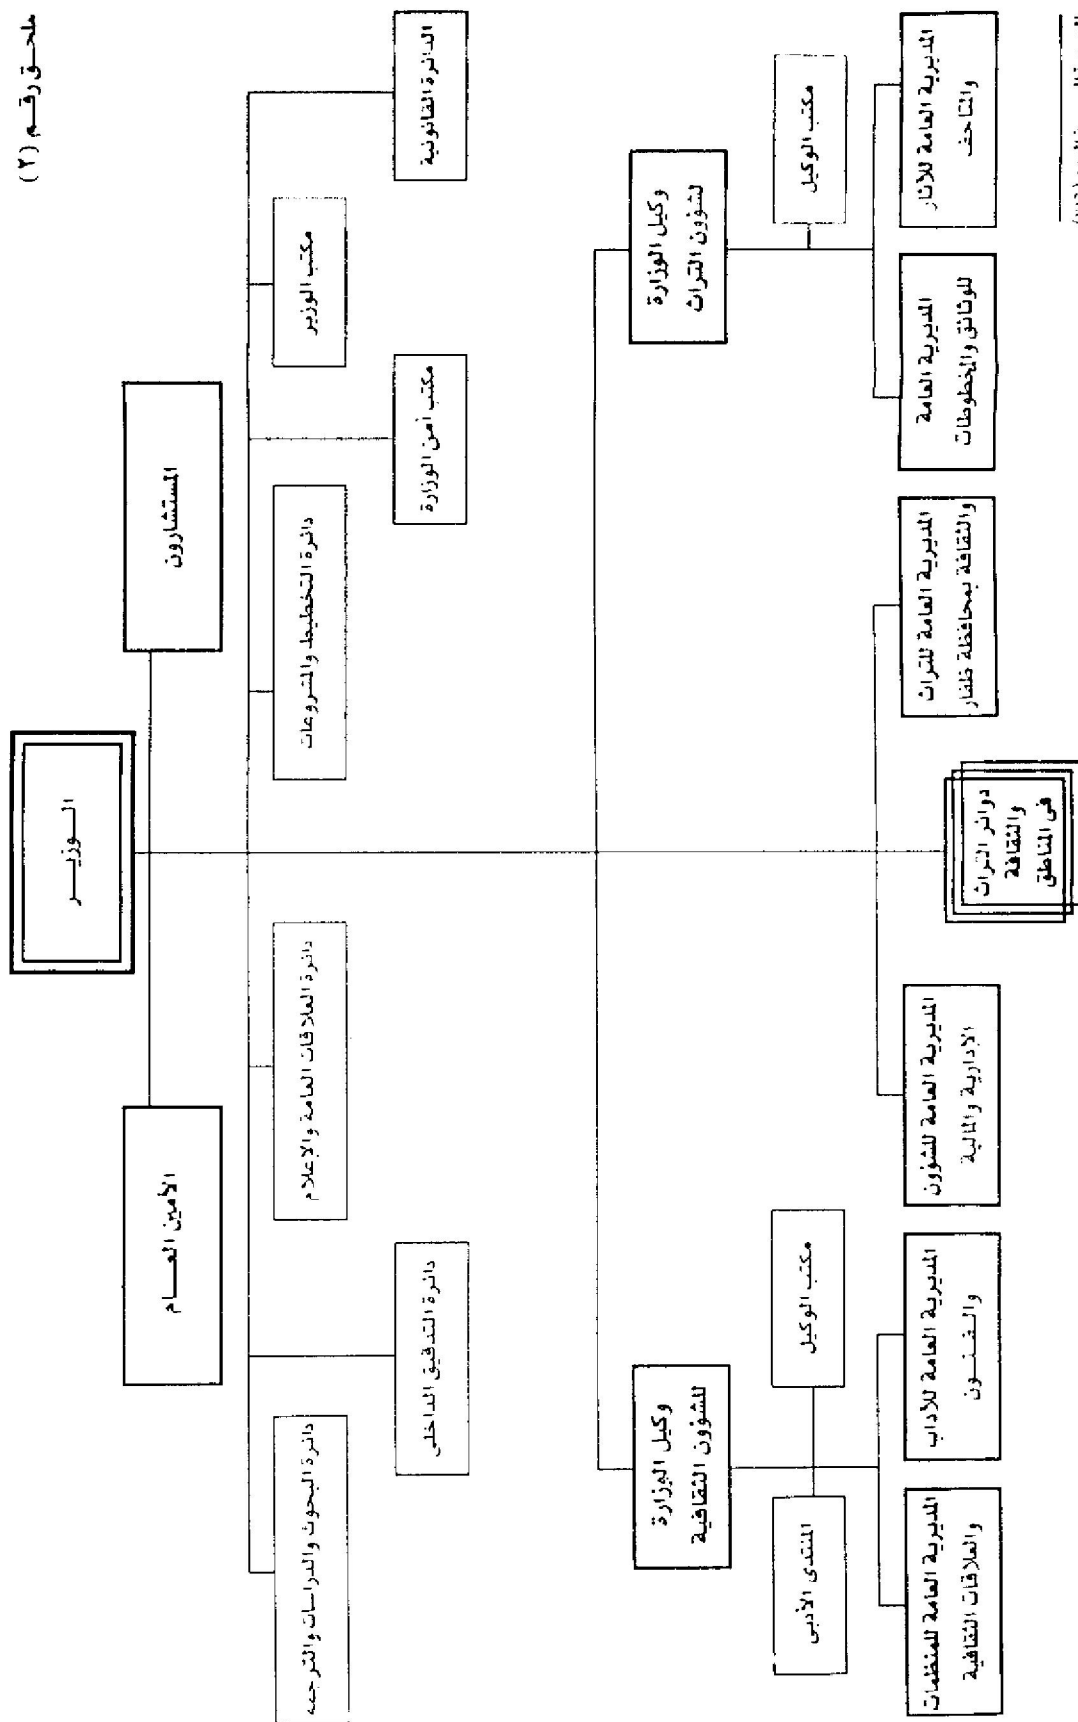 ملحق رقم (٢)
الوزير
المستشارون
الأمين العام
الدائرة القانونية
مكتب الوزير
مكتب أمن الوزارة
دائرة التخطيط والمشروعات
دائرة العلاقات العامة والإعلام
دائرة التدقيق الداخلي
دائرة البحوث والدراسات والترجمة
وكيل الوزارة
لشؤون التراث
وكيل الوزارة
للشؤون الثقافية
مكتب الوكيل
مكتب الوكيل
المنتدى الأدبي
المديرية العامة للآثار
والمتاحف
المديرية العامة
للوثائق والمخطوطات
المديرية العامة للتراث
والثقافة بمحافظة ظفار
دوائر التراث
والثقافة
في المناطق
المديرية العامة للشؤون
الإدارية والمالية
المديرية العامة للآداب
والفنون
المديرية العامة للمنظمات
والعلاقات الثقافية